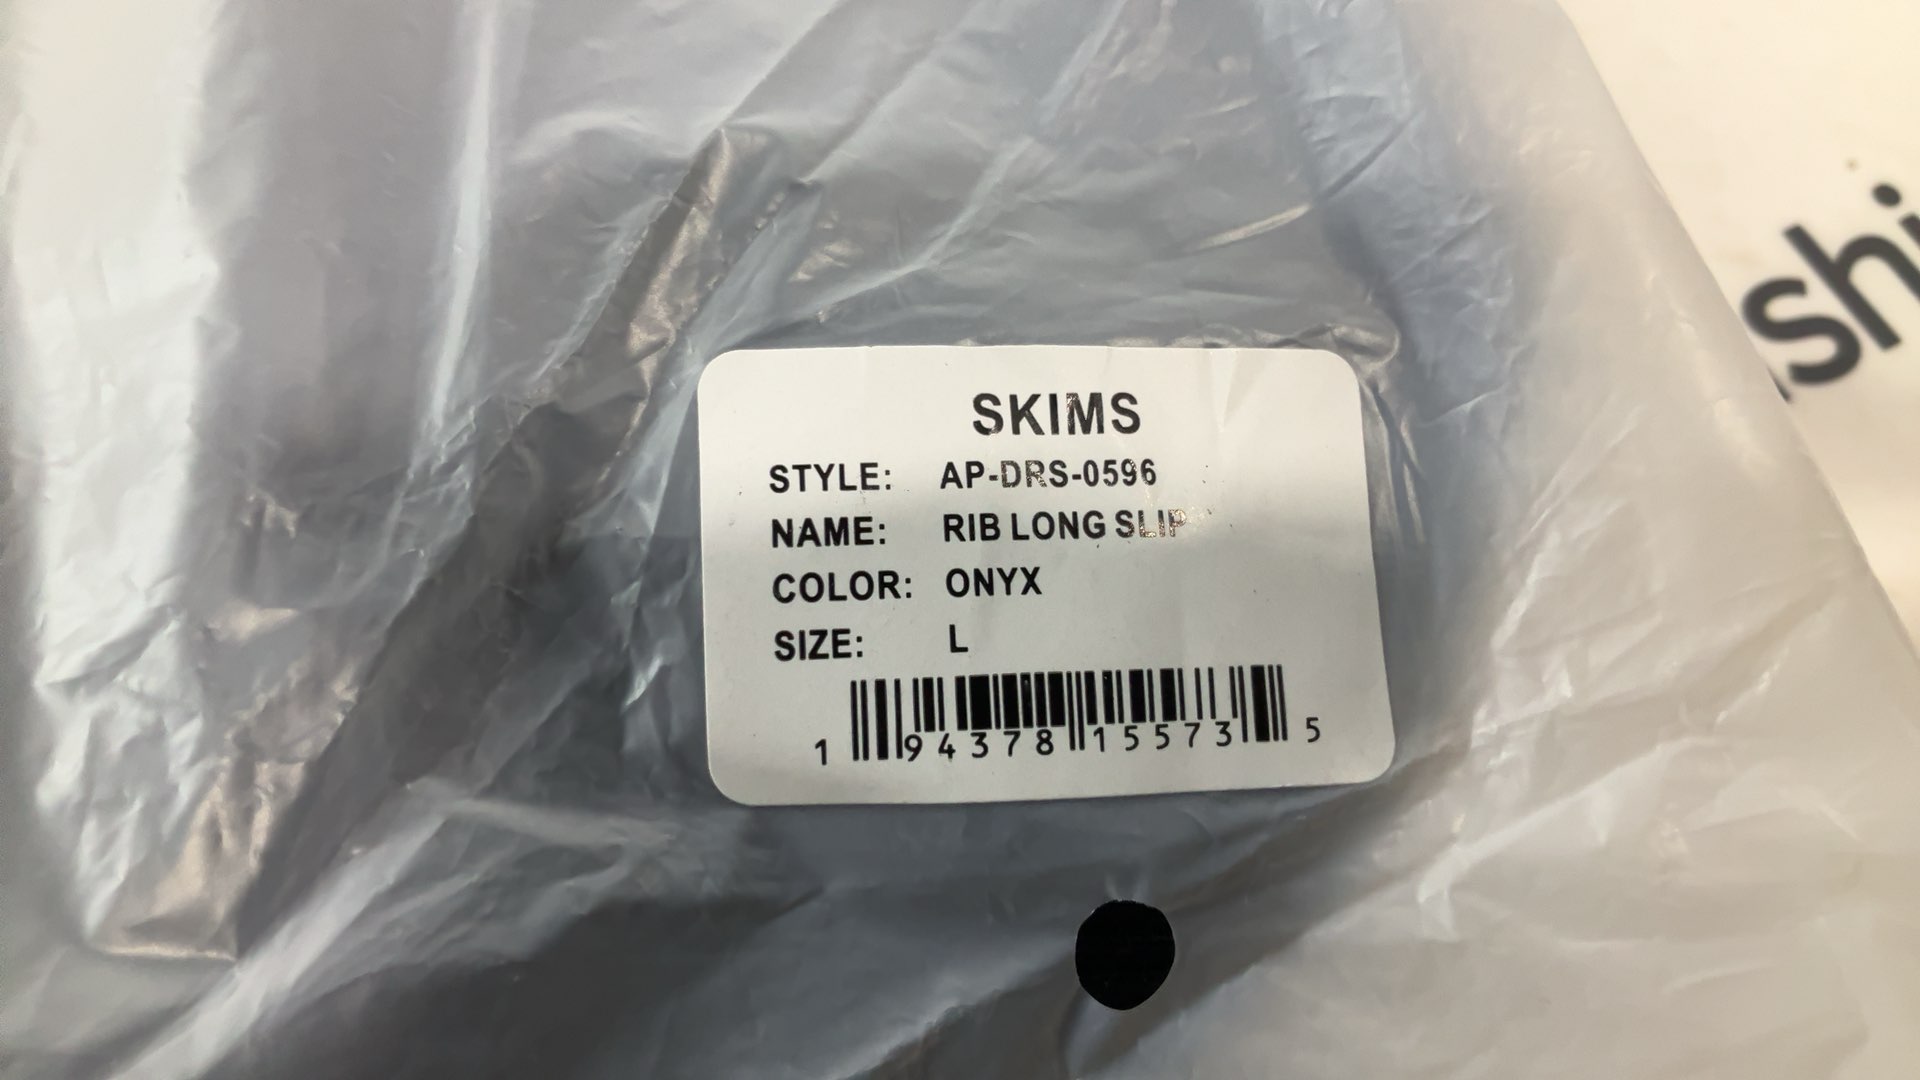 SKIMS
STYLE: AP-DRS-0596
NAME: RIB LONG SLIP
COLOR: ONYX
SIZE: L
1 94378 15573 5